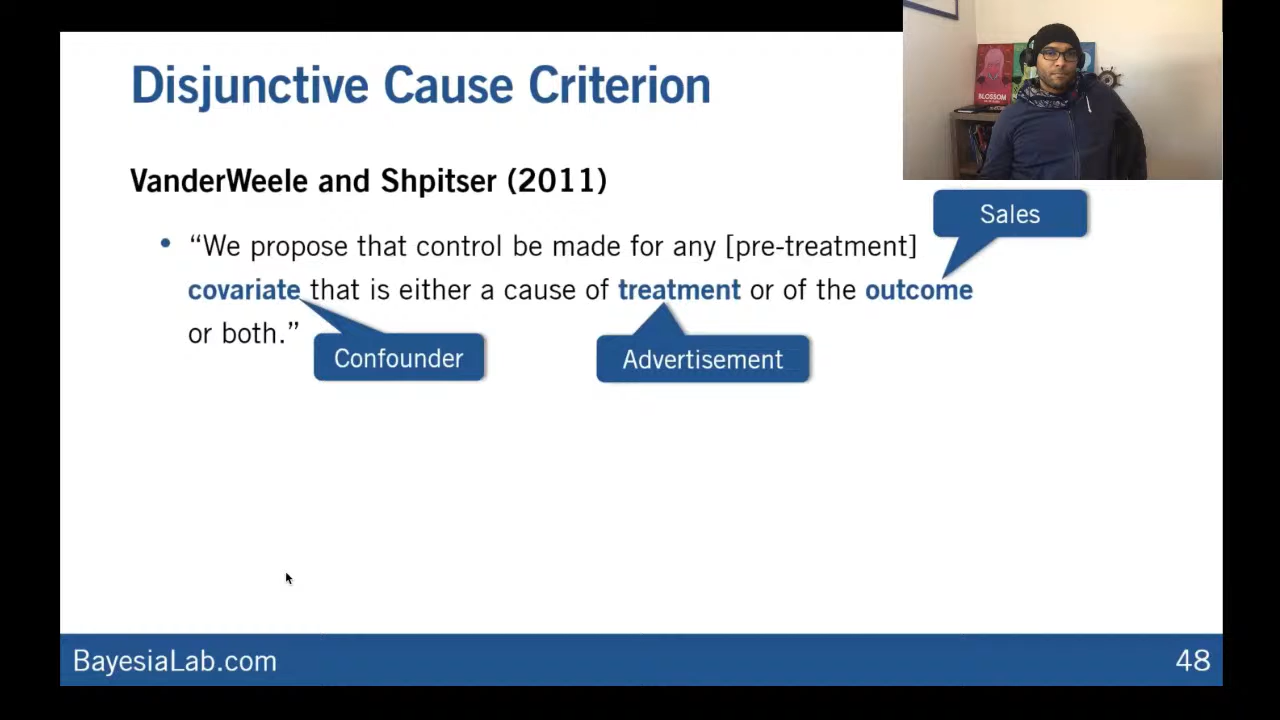 Disjunctive Cause Criterion
BLOSSOM
VanderWeele and Shpitser (2011)
Sales
• “We propose that control be made for any [pre-treatment]
covariate that is either a cause of treatment or of the outcome
or both.”
Confounder
Advertisement
BayesiaLab.com
48